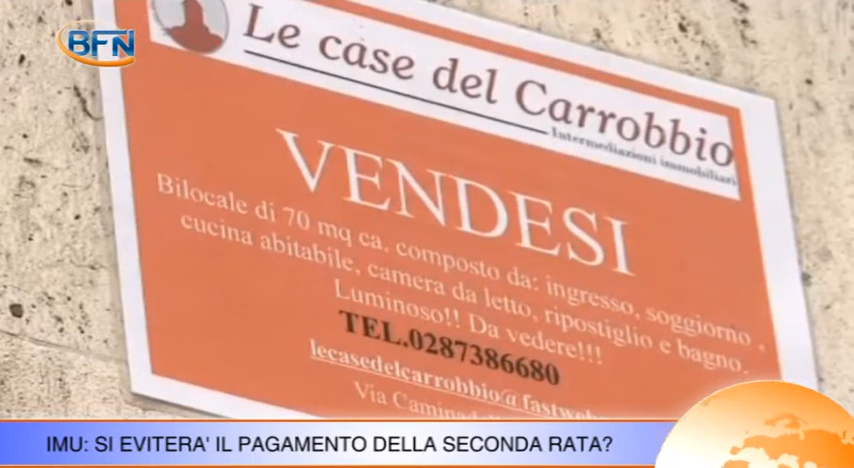 BFN
Le case del Carrobbio
Intermediazioni immobiliari
VENDESI
Bilocale di 70 mq ca. composto da: ingresso, soggiorno,
cucina abitabile, camera da letto, ripostiglio e bagno.
Luminoso!! Da vedere!!!
TEL.0287386680
lecasedelcarrobbio@fastweb
Via
IMU: SI EVITERA' IL PAGAMENTO DELLA SECONDA RATA?